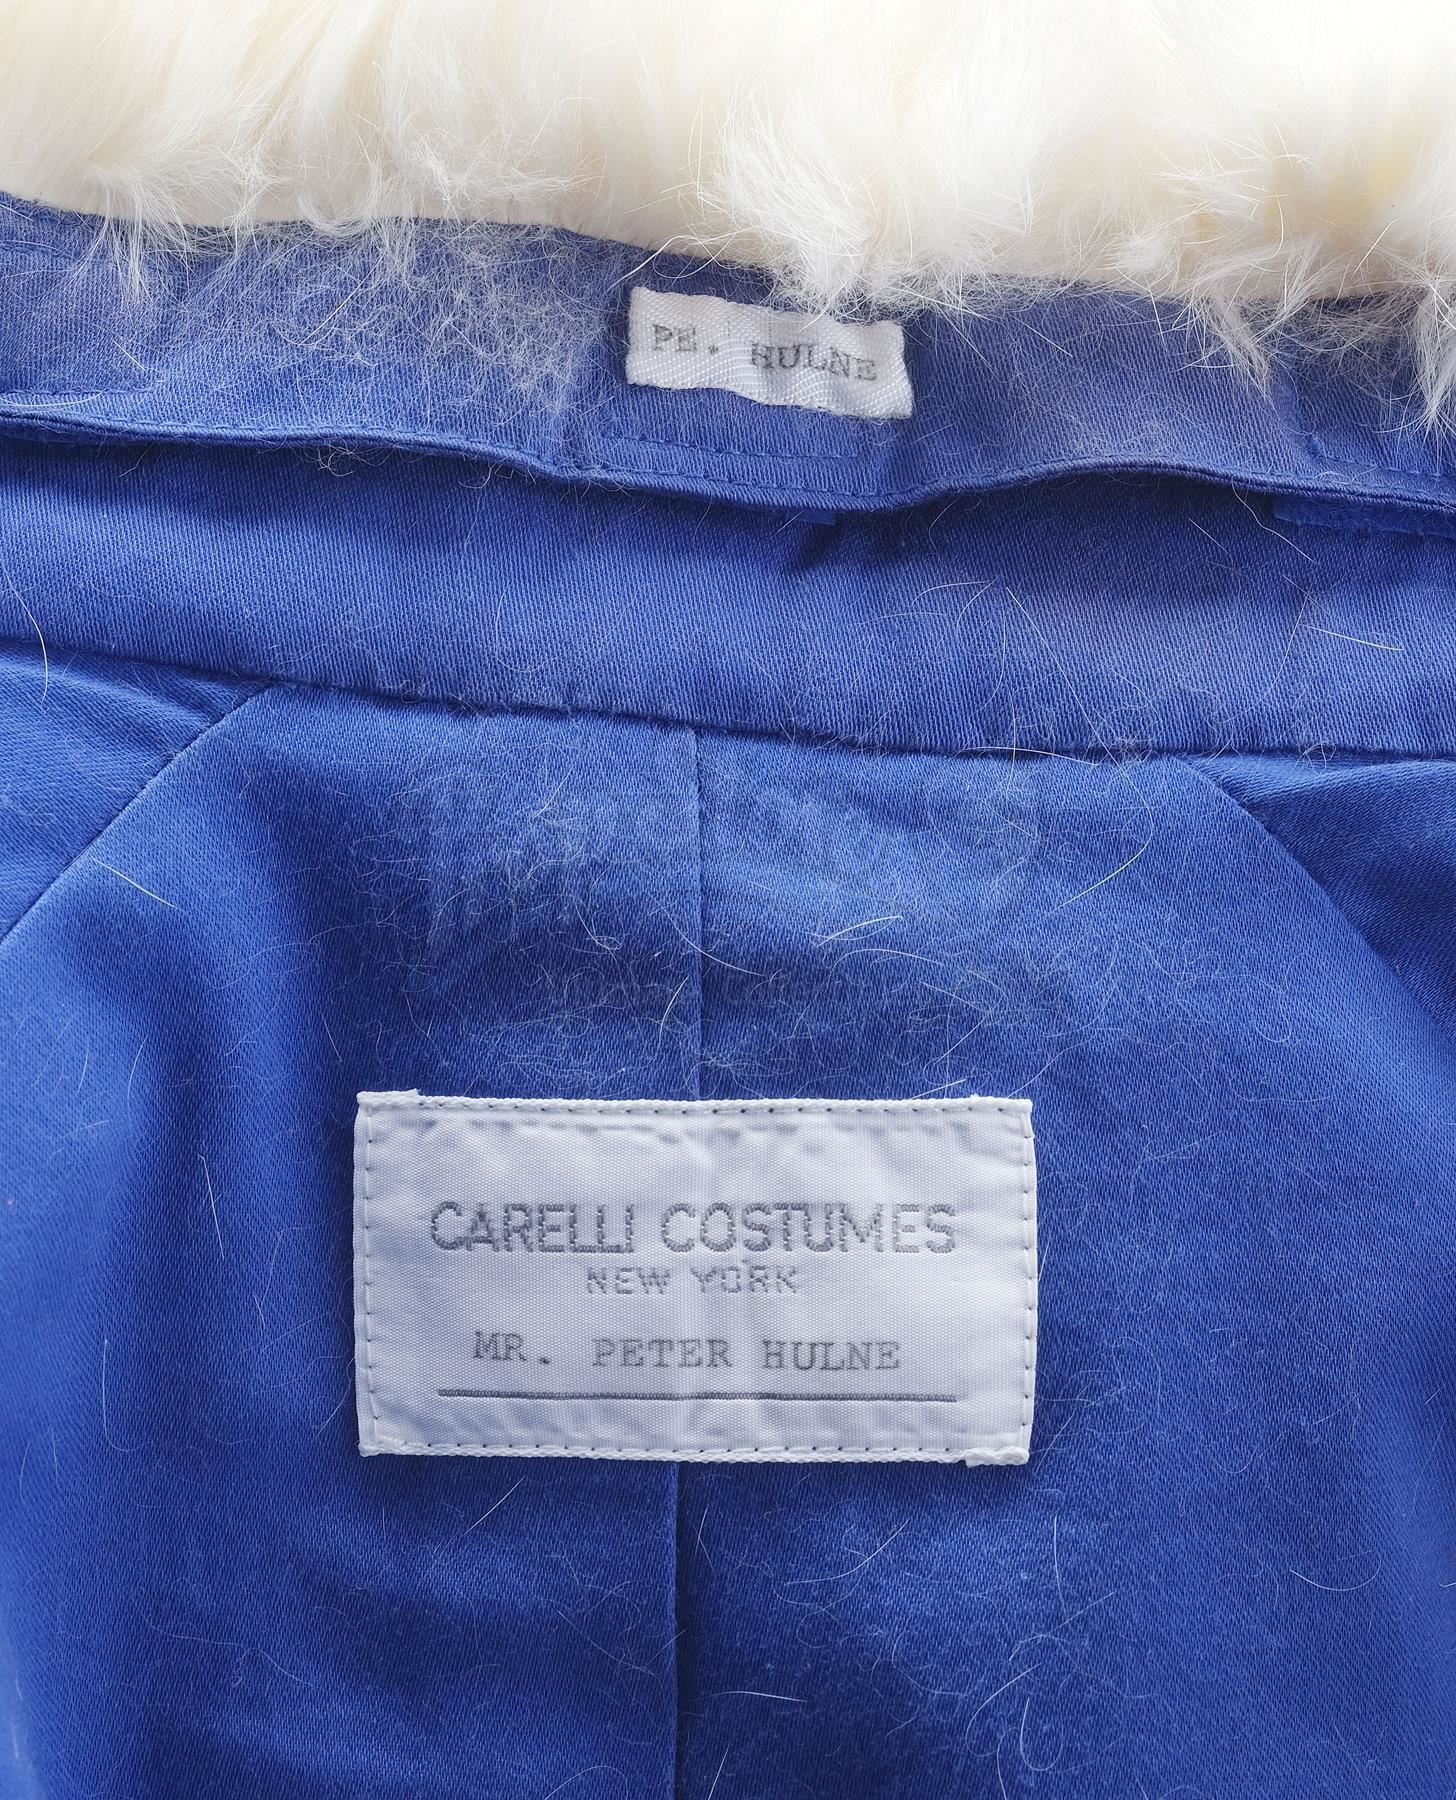 PE. HULNE
CARELLI COSTUMES
NEW YORK
MR. PETER HULNE